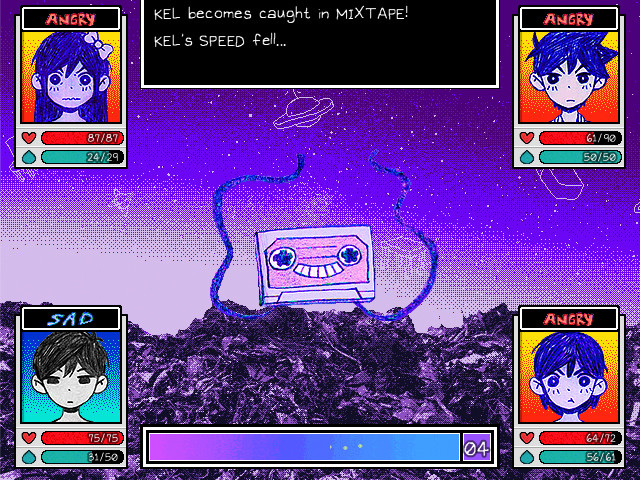 KEL becomes caught in MIXTAPE!
KEL's SPEED fell...
ANGRY
87/87
24/29
ANGRY
61/90
50/50
SAD
75/75
31/50
ANGRY
64/72
56/61
04